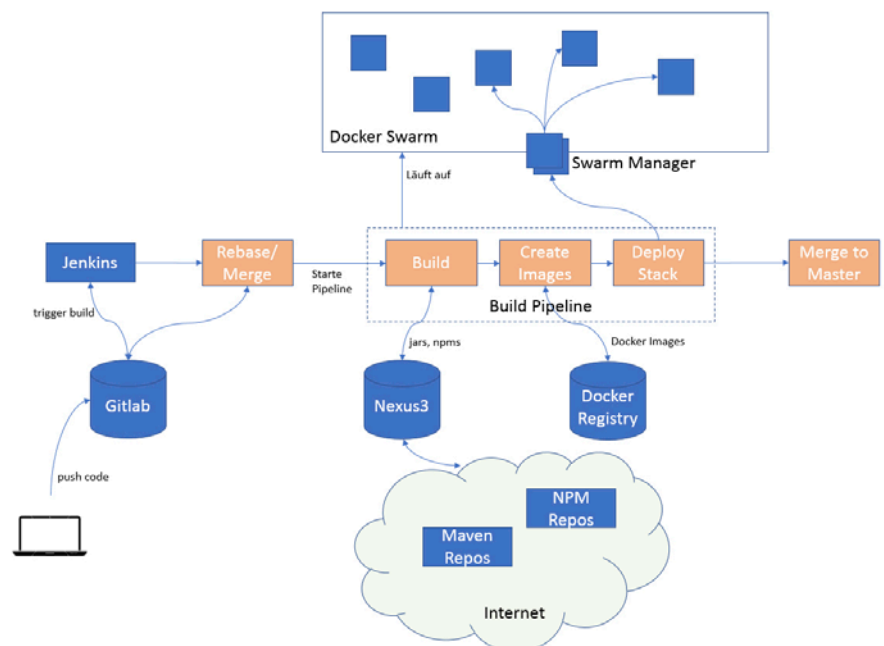 Docker Swarm
Swarm Manager
Läuft auf
Jenkins
Rebase/
Merge
Starte
Pipeline
Build
Create
Images
Deploy
Stack
Merge to
Master
Build Pipeline
trigger build
jars, npms
Docker Images
Gitlab
Nexus3
Docker
Registry
push code
NPM
Repos
Maven
Repos
Internet